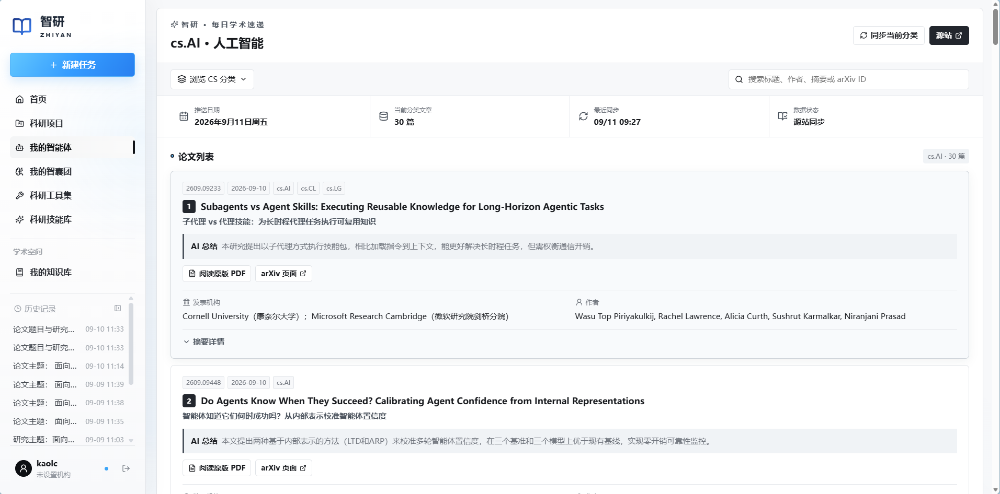 智研
ZHIYAN
新建任务
首页
科研项目
我的智能体
我的智囊团
科研工具集
科研技能库
学术空间
我的知识库
历史记录
论文题目与研究... 09-10 11:33
论文题目与研究... 09-10 11:33
论文主题： 面向... 09-10 11:14
论文主题： 面向... 09-09 11:39
论文主题： 面向... 09-09 11:38
论文主题： 面向... 09-09 11:35
研究主题：面向... 09-09 11:03
kaolc
未设置机构
智研 • 每日学术速递
cs.AI • 人工智能
同步当前分类
源站
浏览 CS 分类
搜索标题、作者、摘要或 arXiv ID
推送日期
2026年9月11日周五
当前分类文章
30 篇
最近同步
09/11 09:27
数据状态
源站同步
论文列表
cs.AI · 30 篇
2609.09233 2026-09-10 cs.AI cs.CL cs.LG
1 Subagents vs Agent Skills: Executing Reusable Knowledge for Long-Horizon Agentic Tasks
子代理 vs 代理技能：为长时程代理任务执行可复用知识
AI 总结 本研究提出以子代理方式执行技能包，相比加载指令到上下文，能更好解决长时程任务，但需权衡通信开销。
阅读原版 PDF
arXiv 页面
发表机构
Cornell University（康奈尔大学）；Microsoft Research Cambridge（微软研究院剑桥分院）
作者
Wasu Top Piriyakulkij, Rachel Lawrence, Alicia Curth, Sushrut Karmalkar, Niranjani Prasad
摘要详情
2609.09448 2026-09-10 cs.AI
2 Do Agents Know When They Succeed? Calibrating Agent Confidence from Internal Representations
智能体知道它们何时成功吗？从内部表示校准智能体置信度
AI 总结 本文提出两种基于内部表示的方法（LTD和ARP）来校准多轮智能体置信度，在三个基准和三个模型上优于现有基线，实现零开销可靠性监控。
阅读原版 PDF
arXiv 页面